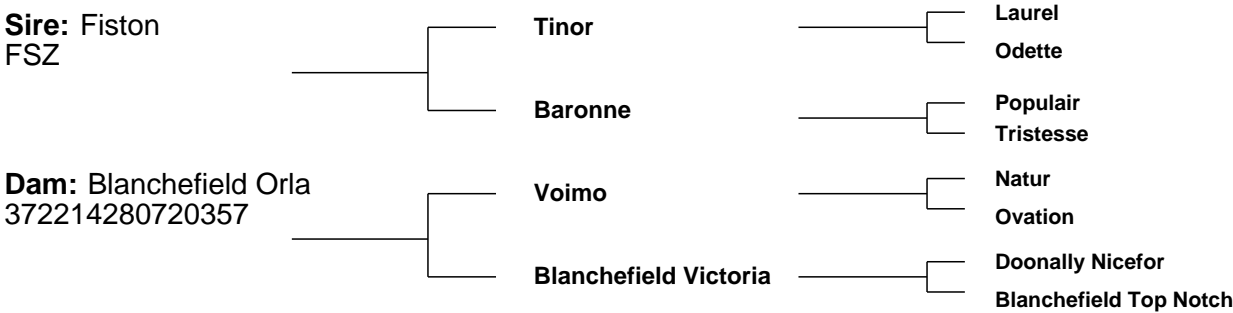 Sire: Fiston
FSZ
Tinor
Laurel
Odette
Baronne
Populair
Tristesse
Dam: Blanchefield Orla
372214280720357
Voimo
Natur
Ovation
Blanchefield Victoria
Doonally Nicefor
Blanchefield Top Notch